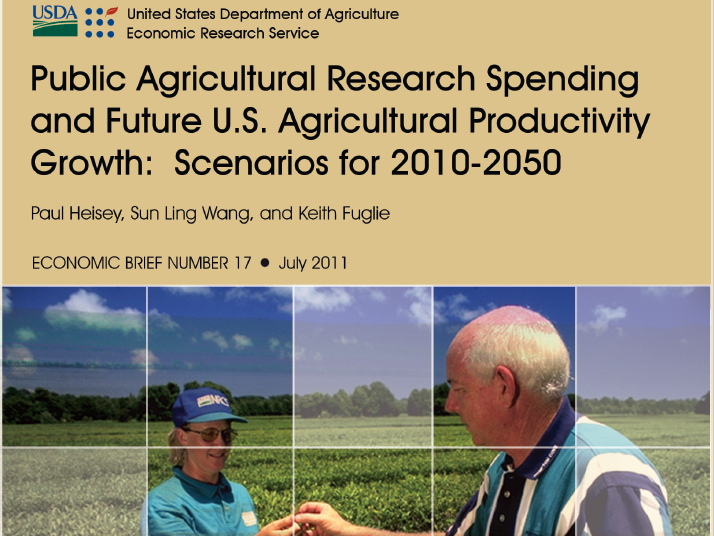 USDA
United States Department of Agriculture
Economic Research Service
Public Agricultural Research Spending
and Future U.S. Agricultural Productivity
Growth: Scenarios for 2010-2050
Paul Heisey, Sun Ling Wang, and Keith Fuglie
ECONOMIC BRIEF NUMBER 17 ● July 2011
NRCS